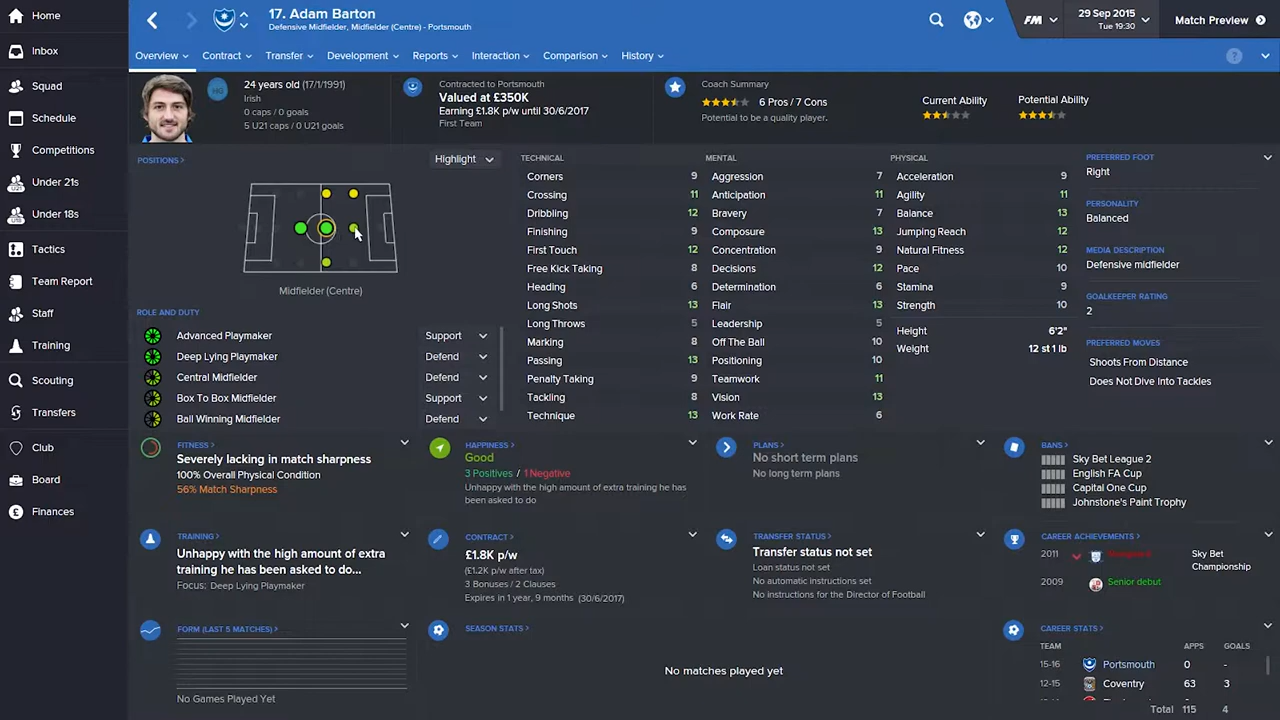 Home
Inbox
Squad
Schedule
Competitions
Under 21s
Under 18s
Tactics
Team Report
Staff
Training
Scouting
Transfers
Club
Board
Finances
17. Adam Barton
Defensive Midfielder, Midfielder (Centre) - Portsmouth
FM
29 Sep 2015
Tue 19:30
Match Preview
Overview
Contract
Transfer
Development
Reports
Interaction
Comparison
History
?
HG
24 years old (17/1/1991)
Irish
0 caps / 0 goals
5 U21 caps / 0 U21 goals
Contracted to Portsmouth
Valued at £350K
Earning £1.8K p/w until 30/6/2017
First Team
Coach Summary
6 Pros / 7 Cons
Potential to be a quality player.
Current Ability
Potential Ability
POSITIONS >
Highlight
Midfielder (Centre)
ROLE AND DUTY
Advanced Playmaker Support
Deep Lying Playmaker Defend
Central Midfielder Defend
Box To Box Midfielder Support
Ball Winning Midfielder Defend
TECHNICAL
Corners 9
Crossing 11
Dribbling 12
Finishing 9
First Touch 12
Free Kick Taking 8
Heading 6
Long Shots 13
Long Throws 5
Marking 8
Passing 13
Penalty Taking 9
Tackling 8
Technique 13
MENTAL
Aggression 7
Anticipation 11
Bravery 7
Composure 13
Concentration 9
Decisions 12
Determination 6
Flair 13
Leadership 5
Off The Ball 10
Positioning 10
Teamwork 11
Vision 13
Work Rate 6
PHYSICAL
Acceleration 9
Agility 11
Balance 13
Jumping Reach 12
Natural Fitness 12
Pace 10
Stamina 9
Strength 10
Height 6'2"
Weight 12 st 1 lb
PREFERRED FOOT
Right
PERSONALITY
Balanced
MEDIA DESCRIPTION
Defensive midfielder
GOALKEEPER RATING
2
PREFERRED MOVES
Shoots From Distance
Does Not Dive Into Tackles
FITNESS >
Severely lacking in match sharpness
100% Overall Physical Condition
56% Match Sharpness
HAPPINESS >
Good
3 Positives / 1 Negative
Unhappy with the high amount of extra training he has
been asked to do
PLANS >
No short term plans
No long term plans
BANS >
Sky Bet League 2
English FA Cup
Capital One Cup
Johnstone's Paint Trophy
TRAINING >
Unhappy with the high amount of extra
training he has been asked to do...
Focus: Deep Lying Playmaker
CONTRACT >
£1.8K p/w
(£1.2K p/w after tax)
3 Bonuses / 2 Clauses
Expires in 1 year, 9 months (30/6/2017)
TRANSFER STATUS >
Transfer status not set
Loan status not set
No automatic instructions set
No instructions for the Director of Football
CAREER ACHIEVEMENTS >
2011 Sky Bet
Championship
2009 Senior debut
FORM (LAST 5 MATCHES) >
No Games Played Yet
SEASON STATS >
No matches played yet
CAREER STATS >
TEAM APPS GOALS
15-16 Portsmouth 0 -
12-15 Coventry 63 3
Total 115 4